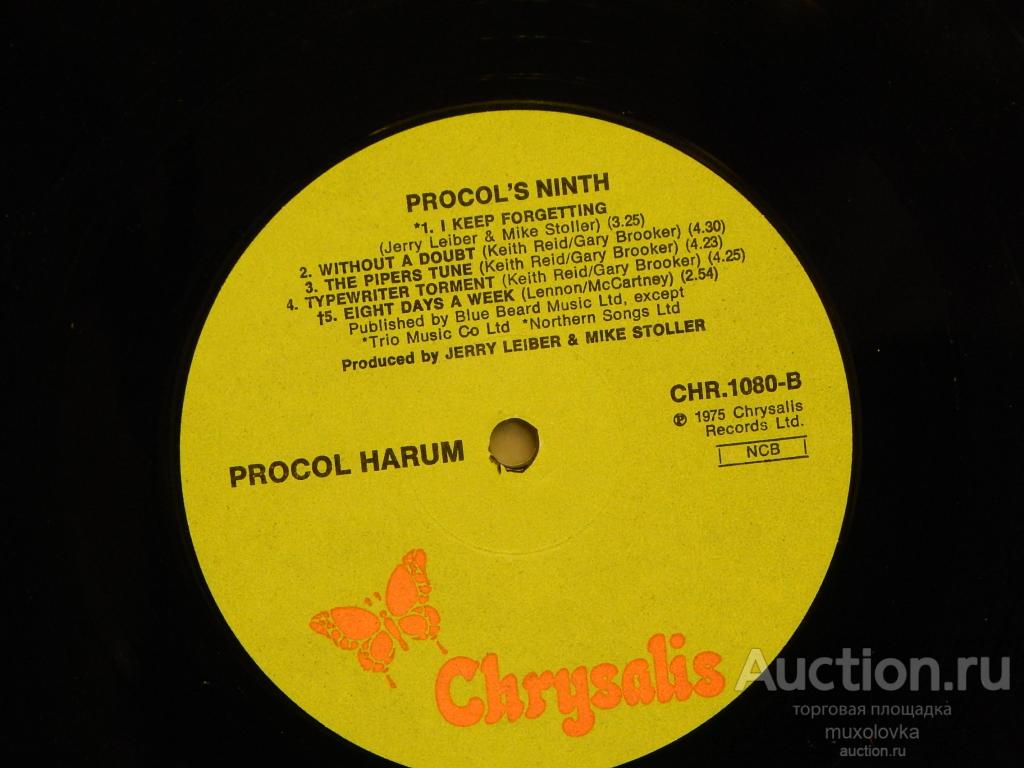 PROCOL'S NINTH
*1. I KEEP FORGETTING
(Jerry Leiber & Mike Stoller) (3.25)
2. WITHOUT A DOUBT (Keith Reid/Gary Brooker) (4.30)
3. THE PIPERS TUNE (Keith Reid/Gary Brooker) (4.23)
4. TYPEWRITER TORMENT (Keith Reid/Gary Brooker) (4.25)
†5. EIGHT DAYS A WEEK (Lennon/McCartney) (2.54)
Published by Blue Beard Music Ltd, except
*Trio Music Co Ltd *Northern Songs Ltd
Produced by JERRY LEIBER & MIKE STOLLER
CHR.1080-B
℗ 1975 Chrysalis
Records Ltd.
NCB
PROCOL HARUM
Chrysalis
Auction.ru
торговая площадка
muxolovka
auction.ru